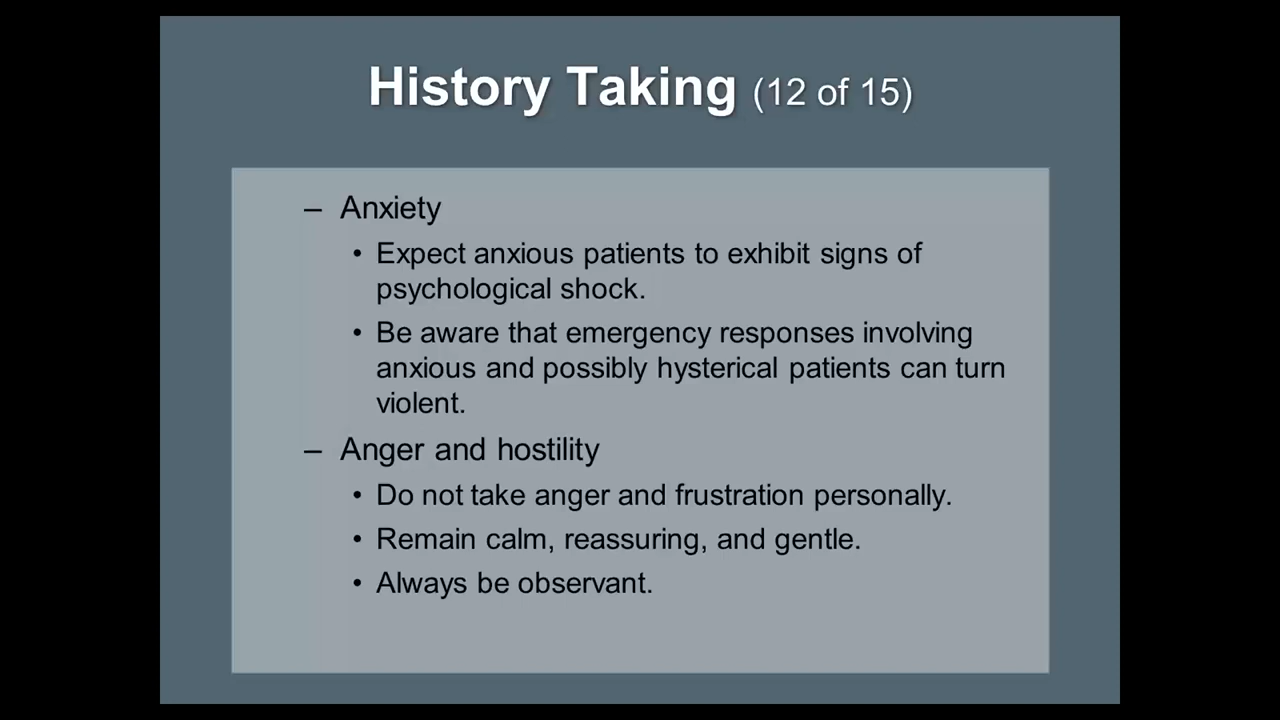 History Taking (12 of 15)
– Anxiety
• Expect anxious patients to exhibit signs of
psychological shock.
• Be aware that emergency responses involving
anxious and possibly hysterical patients can turn
violent.
– Anger and hostility
• Do not take anger and frustration personally.
• Remain calm, reassuring, and gentle.
• Always be observant.